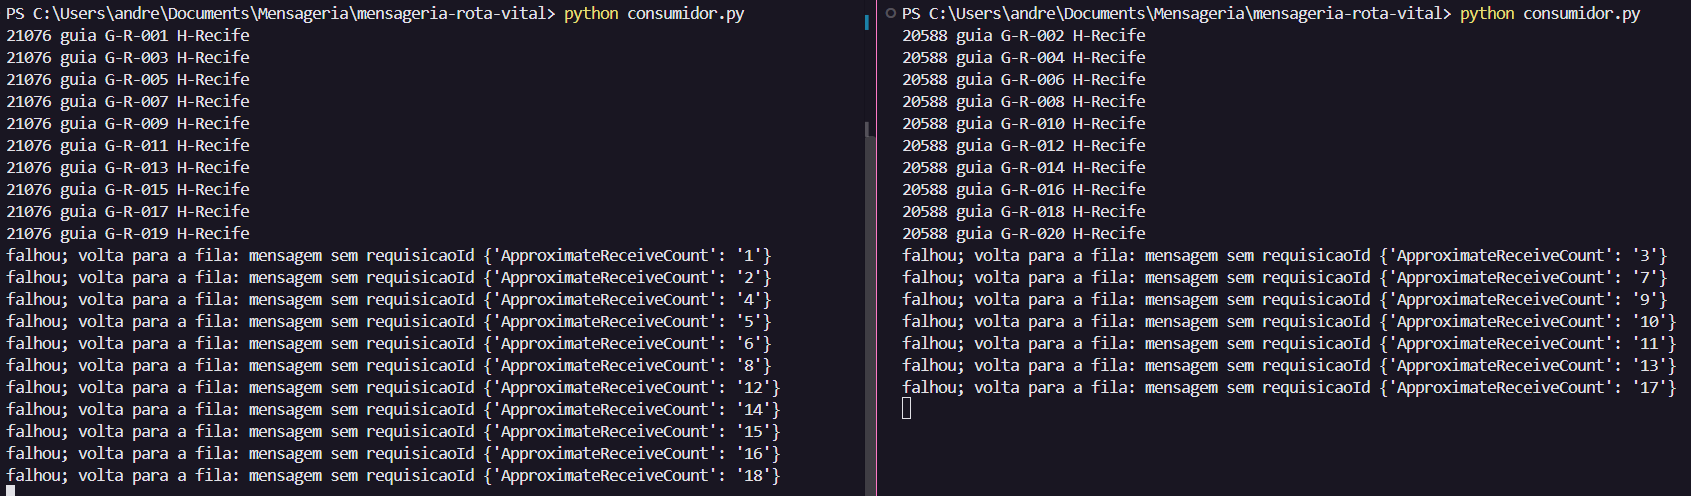 PS C:\Users\andre\Documents\Mensageria\mensageria-rota-vital> python consumidor.py
21076 guia G-R-001 H-Recife
21076 guia G-R-003 H-Recife
21076 guia G-R-005 H-Recife
21076 guia G-R-007 H-Recife
21076 guia G-R-009 H-Recife
21076 guia G-R-011 H-Recife
21076 guia G-R-013 H-Recife
21076 guia G-R-015 H-Recife
21076 guia G-R-017 H-Recife
21076 guia G-R-019 H-Recife
falhou; volta para a fila: mensagem sem requisicaoId {'ApproximateReceiveCount': '1'}
falhou; volta para a fila: mensagem sem requisicaoId {'ApproximateReceiveCount': '2'}
falhou; volta para a fila: mensagem sem requisicaoId {'ApproximateReceiveCount': '4'}
falhou; volta para a fila: mensagem sem requisicaoId {'ApproximateReceiveCount': '5'}
falhou; volta para a fila: mensagem sem requisicaoId {'ApproximateReceiveCount': '6'}
falhou; volta para a fila: mensagem sem requisicaoId {'ApproximateReceiveCount': '8'}
falhou; volta para a fila: mensagem sem requisicaoId {'ApproximateReceiveCount': '12'}
falhou; volta para a fila: mensagem sem requisicaoId {'ApproximateReceiveCount': '14'}
falhou; volta para a fila: mensagem sem requisicaoId {'ApproximateReceiveCount': '15'}
falhou; volta para a fila: mensagem sem requisicaoId {'ApproximateReceiveCount': '16'}
falhou; volta para a fila: mensagem sem requisicaoId {'ApproximateReceiveCount': '18'}
PS C:\Users\andre\Documents\Mensageria\mensageria-rota-vital> python consumidor.py
20588 guia G-R-002 H-Recife
20588 guia G-R-004 H-Recife
20588 guia G-R-006 H-Recife
20588 guia G-R-008 H-Recife
20588 guia G-R-010 H-Recife
20588 guia G-R-012 H-Recife
20588 guia G-R-014 H-Recife
20588 guia G-R-016 H-Recife
20588 guia G-R-018 H-Recife
20588 guia G-R-020 H-Recife
falhou; volta para a fila: mensagem sem requisicaoId {'ApproximateReceiveCount': '3'}
falhou; volta para a fila: mensagem sem requisicaoId {'ApproximateReceiveCount': '7'}
falhou; volta para a fila: mensagem sem requisicaoId {'ApproximateReceiveCount': '9'}
falhou; volta para a fila: mensagem sem requisicaoId {'ApproximateReceiveCount': '10'}
falhou; volta para a fila: mensagem sem requisicaoId {'ApproximateReceiveCount': '11'}
falhou; volta para a fila: mensagem sem requisicaoId {'ApproximateReceiveCount': '13'}
falhou; volta para a fila: mensagem sem requisicaoId {'ApproximateReceiveCount': '17'}